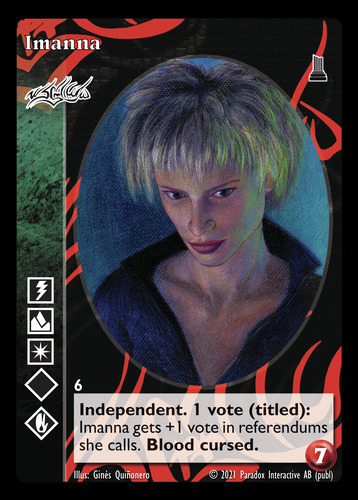 Imanna
6
Independent. 1 vote (titled):
Imanna gets +1 vote in referendums
she calls. Blood cursed.
7
Illus: Ginés Quiñonero © 2021 Paradox Interactive AB (publ)